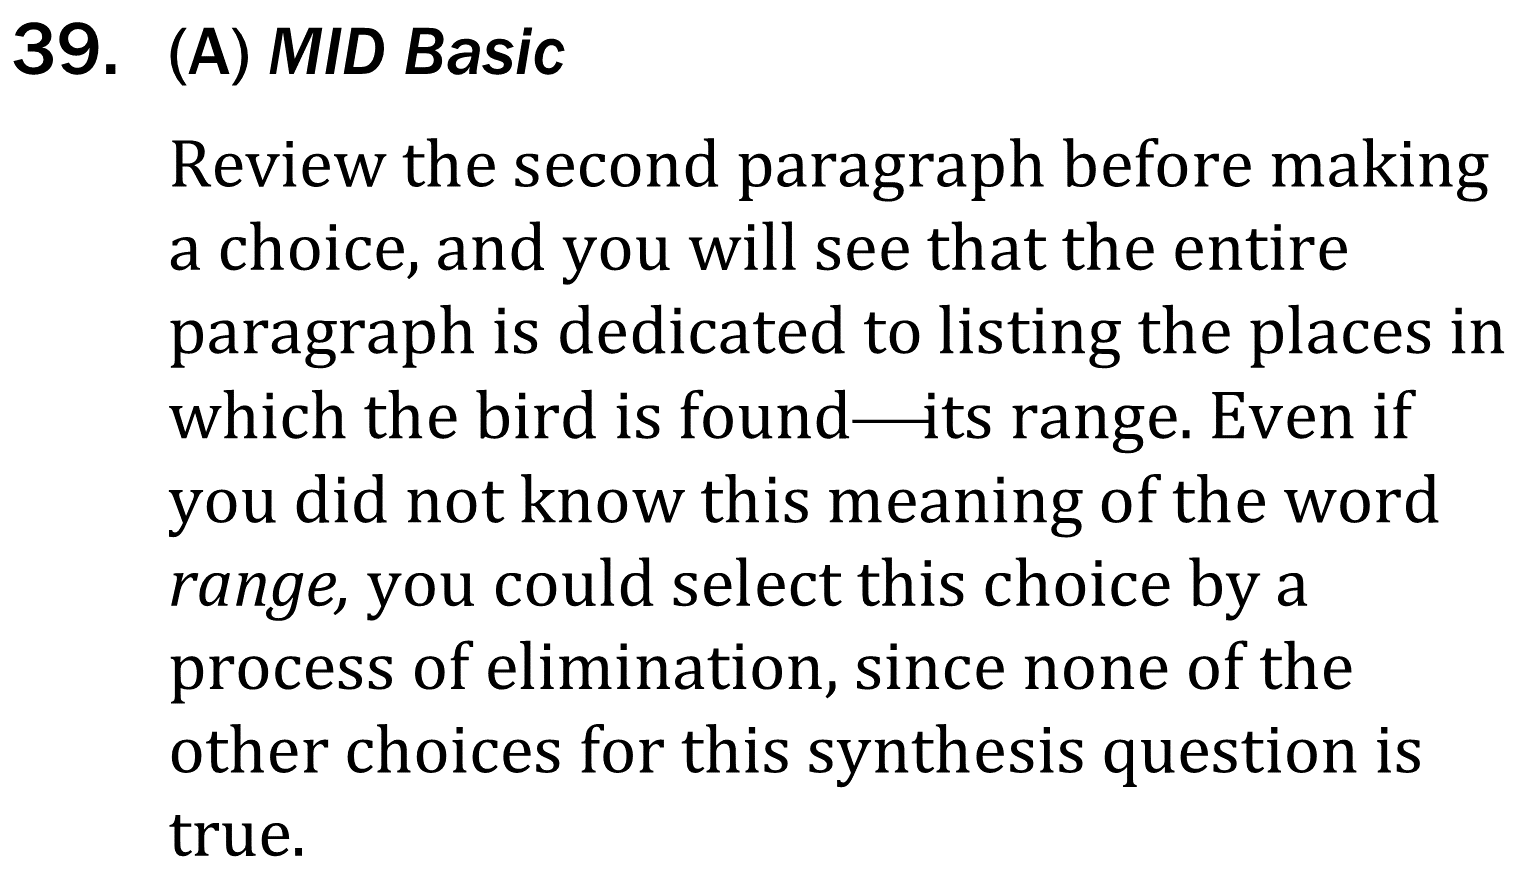 39. (A) MID Basic
Review the second paragraph before making
a choice, and you will see that the entire
paragraph is dedicated to listing the places in
which the bird is found—its range. Even if
you did not know this meaning of the word
range, you could select this choice by a
process of elimination, since none of the
other choices for this synthesis question is
true.